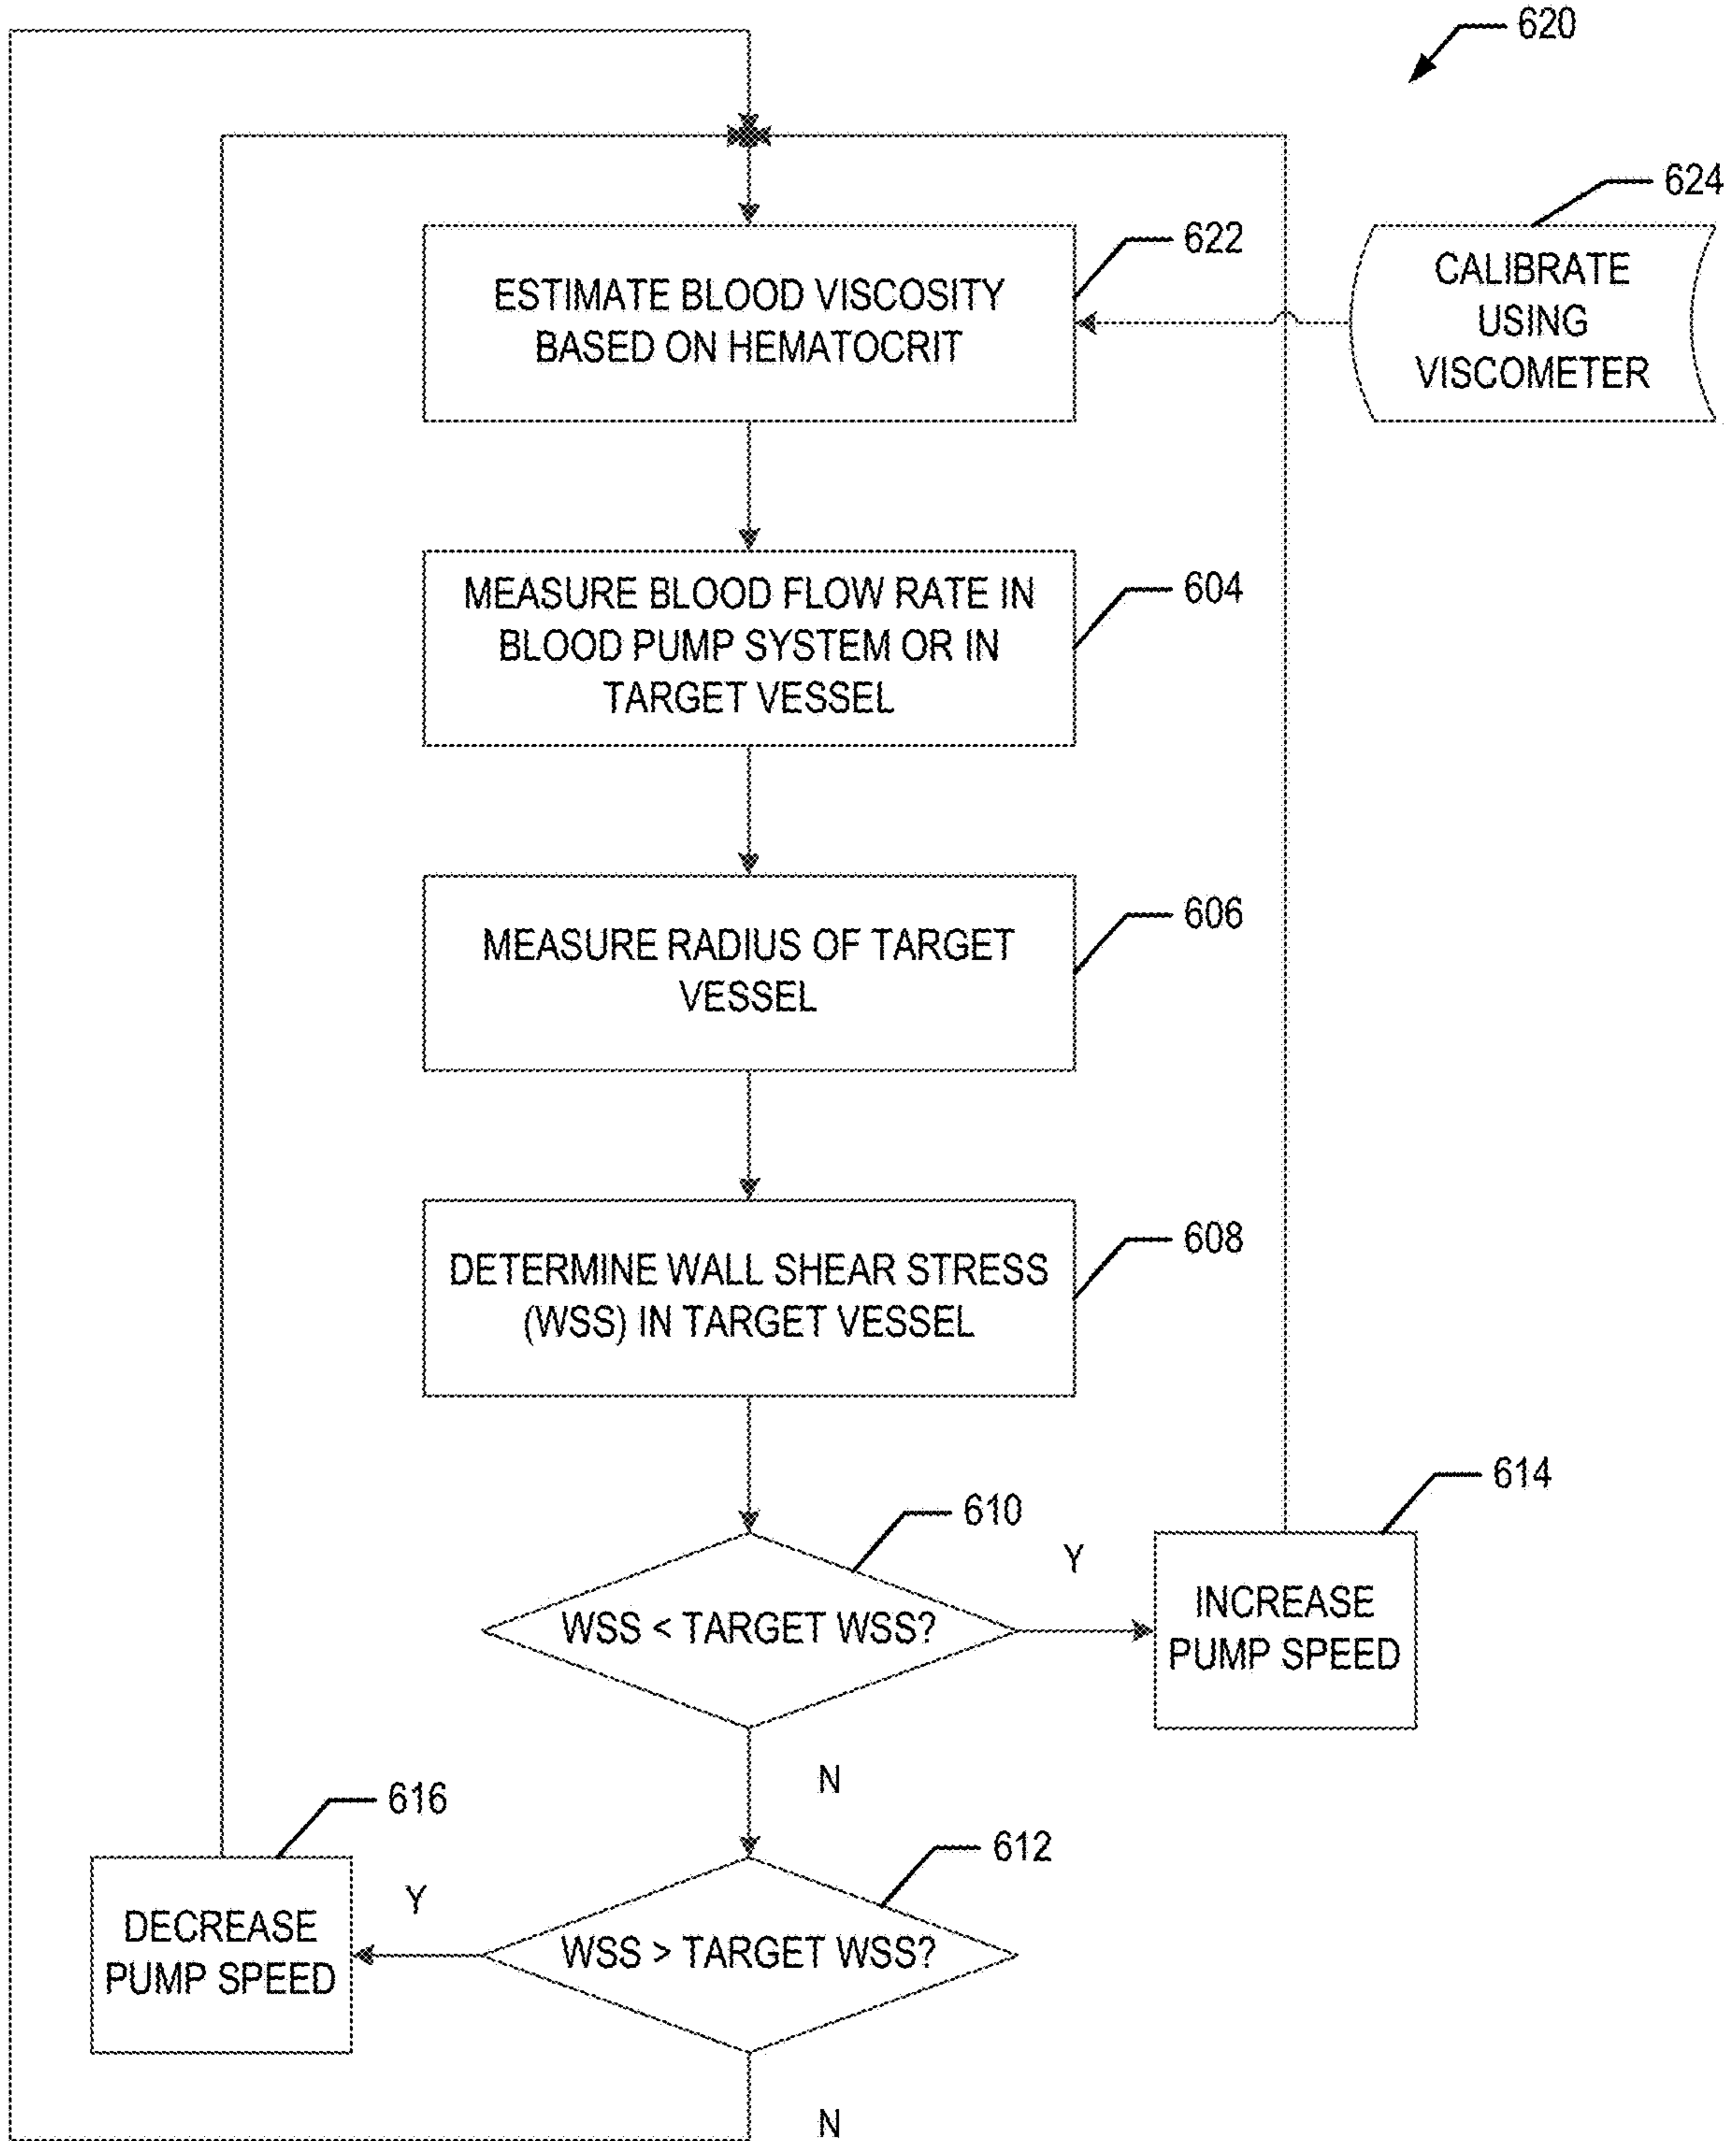 620
624
622
CALIBRATE
USING
VISCOMETER
ESTIMATE BLOOD VISCOSITY
BASED ON HEMATOCRIT
604
MEASURE BLOOD FLOW RATE IN
BLOOD PUMP SYSTEM OR IN
TARGET VESSEL
606
MEASURE RADIUS OF TARGET
VESSEL
608
DETERMINE WALL SHEAR STRESS
(WSS) IN TARGET VESSEL
614
610
Y
WSS < TARGET WSS?
INCREASE
PUMP SPEED
N
616
612
Y
DECREASE
PUMP SPEED
WSS > TARGET WSS?
N